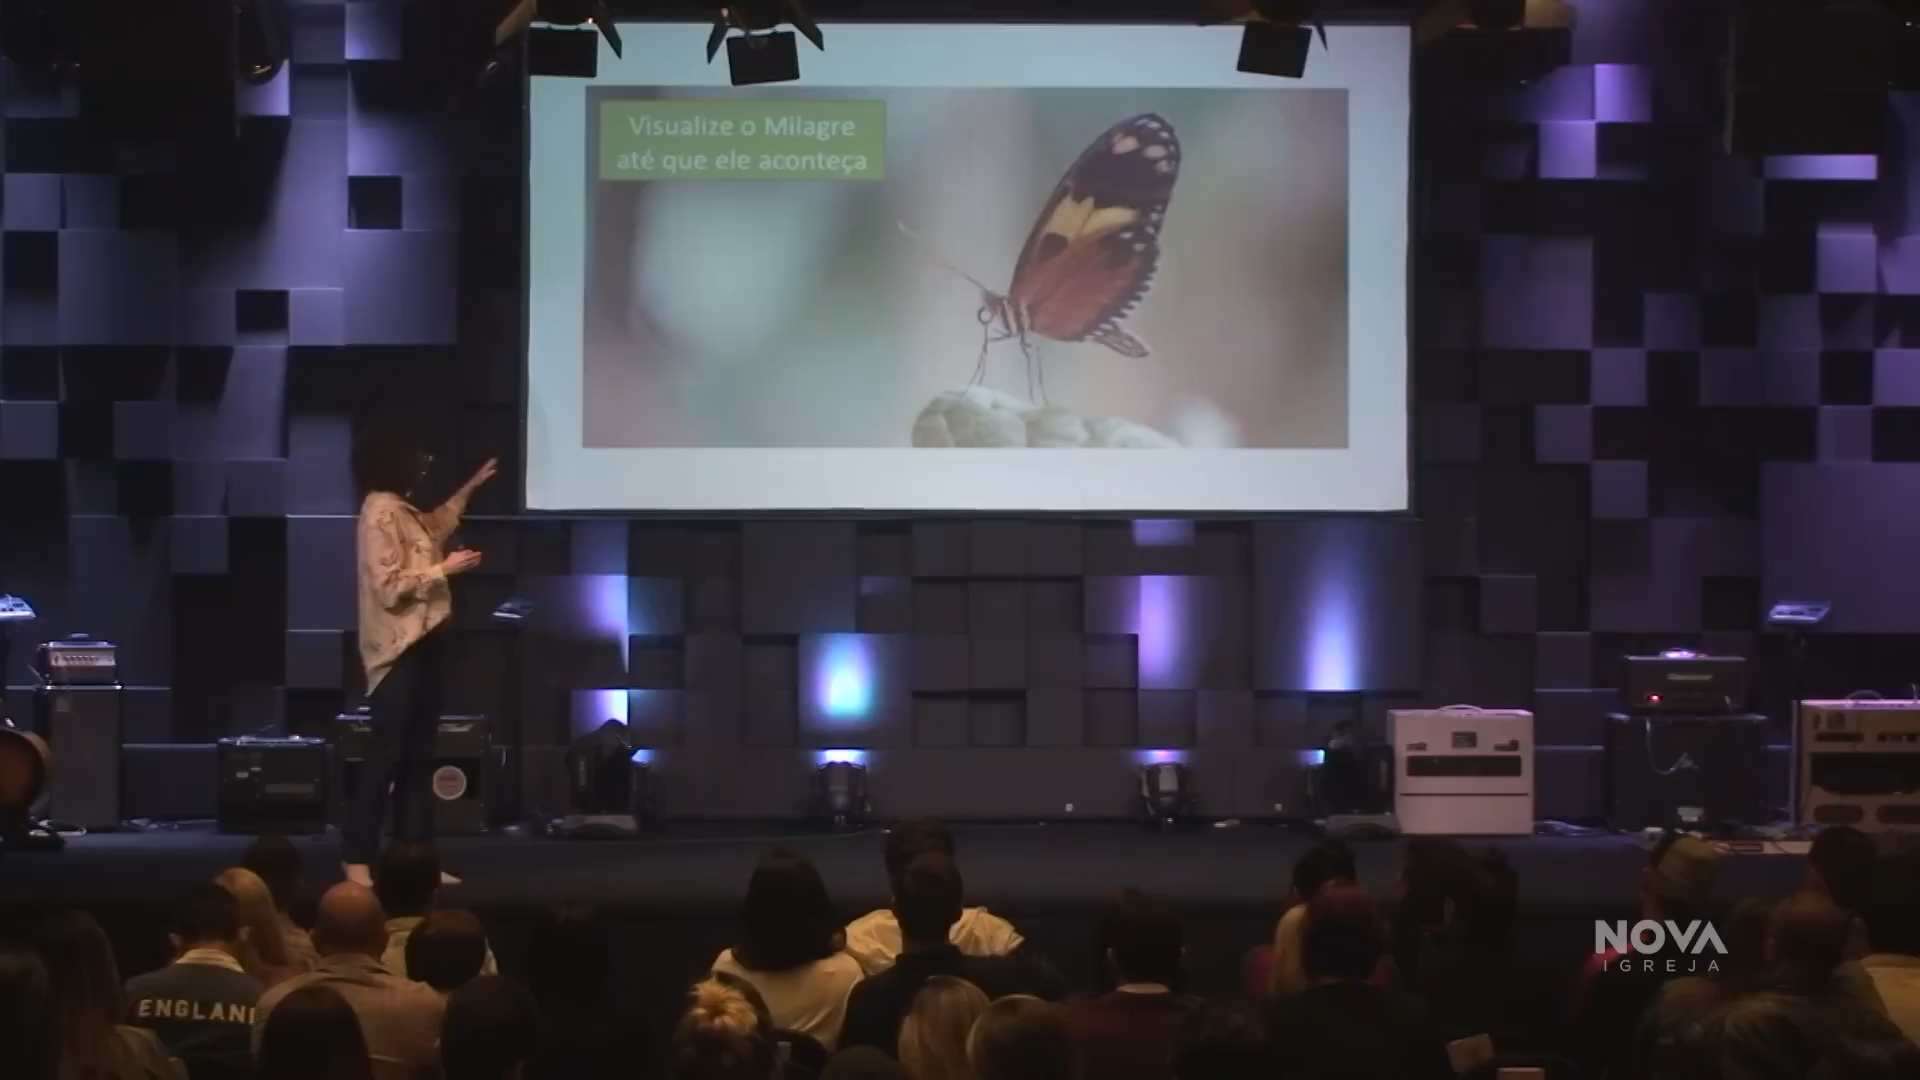 Visualize o Milagre
até que ele aconteça
ENGLAN
NOVA
IGREJA